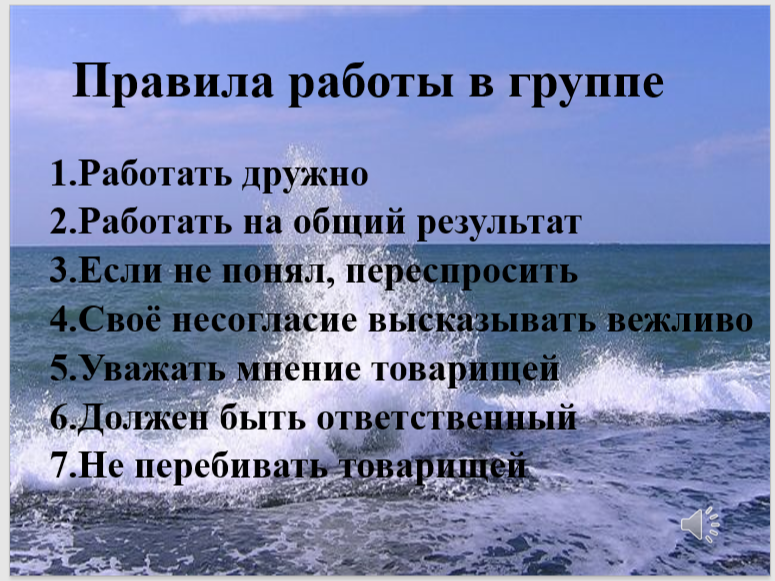 Правила работы в группе
1.Работать дружно
2.Работать на общий результат
3.Если не понял, переспросить
4.Своё несогласие высказывать вежливо
5.Уважать мнение товарищей
6.Должен быть ответственный
7.Не перебивать товарищей